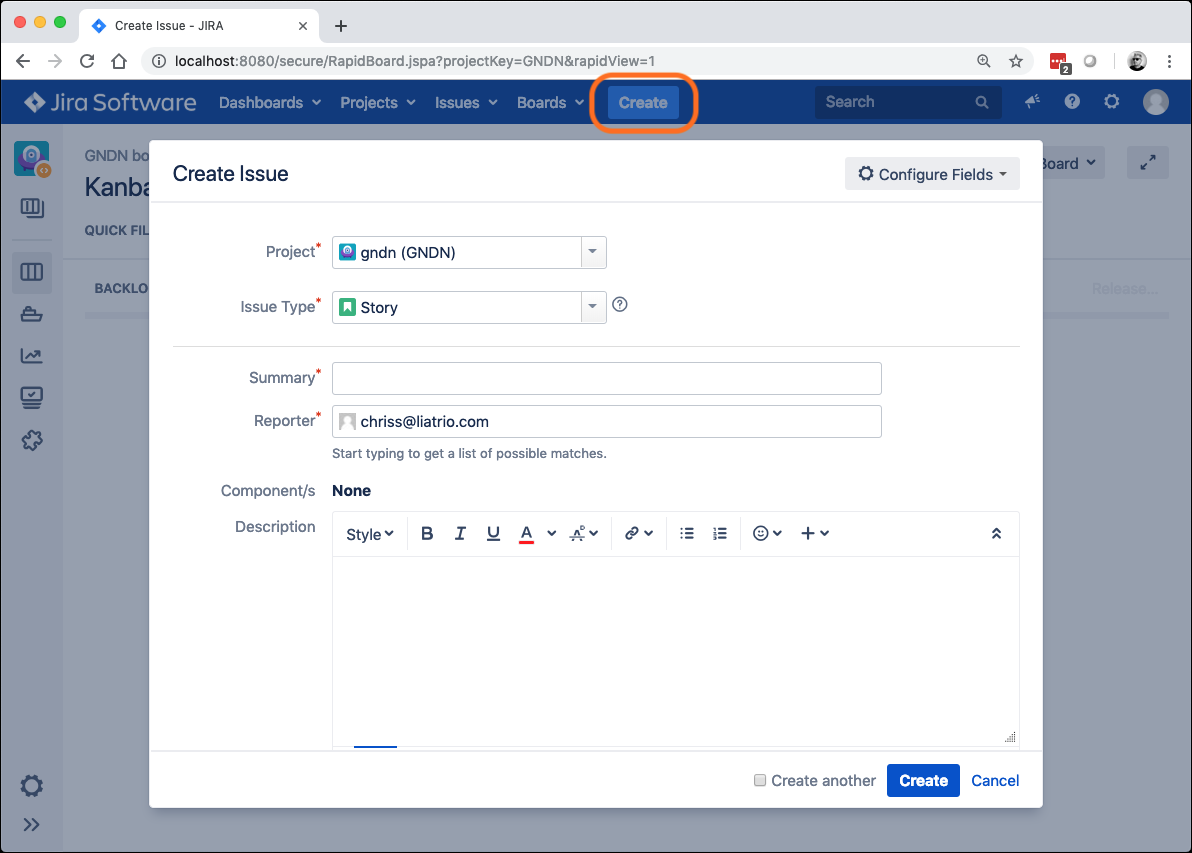 Create Issue - JIRA
localhost:8080/secure/RapidBoard.jspa?projectKey=GNDN&rapidView=1
2
Jira Software Dashboards Projects Issues Boards Create Search
GNDN bo
Kanba
Board
QUICK FIL
BACKLO
Release...
Create Issue
Configure Fields
Project* gndn (GNDN)
Issue Type* Story
Summary*
Reporter* chriss@liatrio.com
Start typing to get a list of possible matches.
Component/s None
Description
Style B I U A
Create another Create Cancel